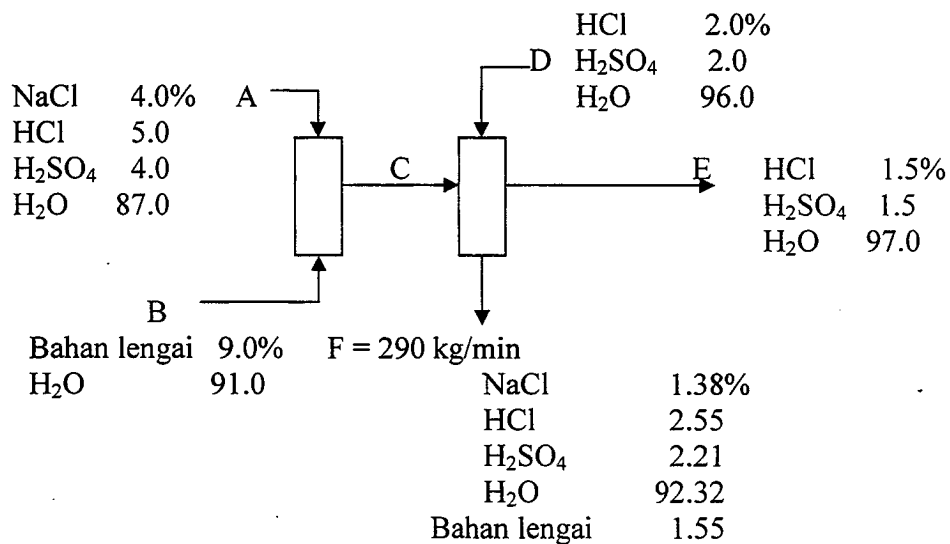 HCl 2.0%
D H₂SO₄ 2.0
H₂O 96.0
NaCl 4.0% A
HCl 5.0
H₂SO₄ 4.0
H₂O 87.0
C
E HCl 1.5%
H₂SO₄ 1.5
H₂O 97.0
B
Bahan lengai 9.0% F = 290 kg/min
H₂O 91.0
NaCl 1.38%
HCl 2.55
H₂SO₄ 2.21
H₂O 92.32
Bahan lengai 1.55